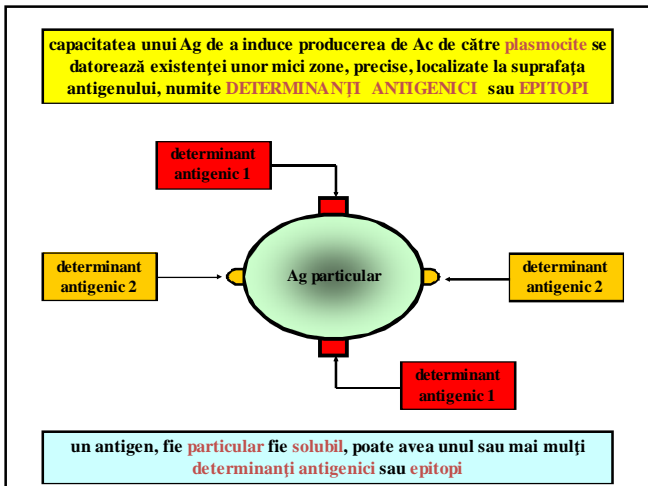 capacitatea unui Ag de a induce producerea de Ac de către plasmocite se
datorează existenței unor mici zone, precise, localizate la suprafața
antigenului, numite DETERMINANȚI ANTIGENICI sau EPITOPI
determinant
antigenic 1
determinant
antigenic 2
Ag particular
determinant
antigenic 2
determinant
antigenic 1
un antigen, fie particular fie solubil, poate avea unul sau mai mulți
determinanți antigenici sau epitopi